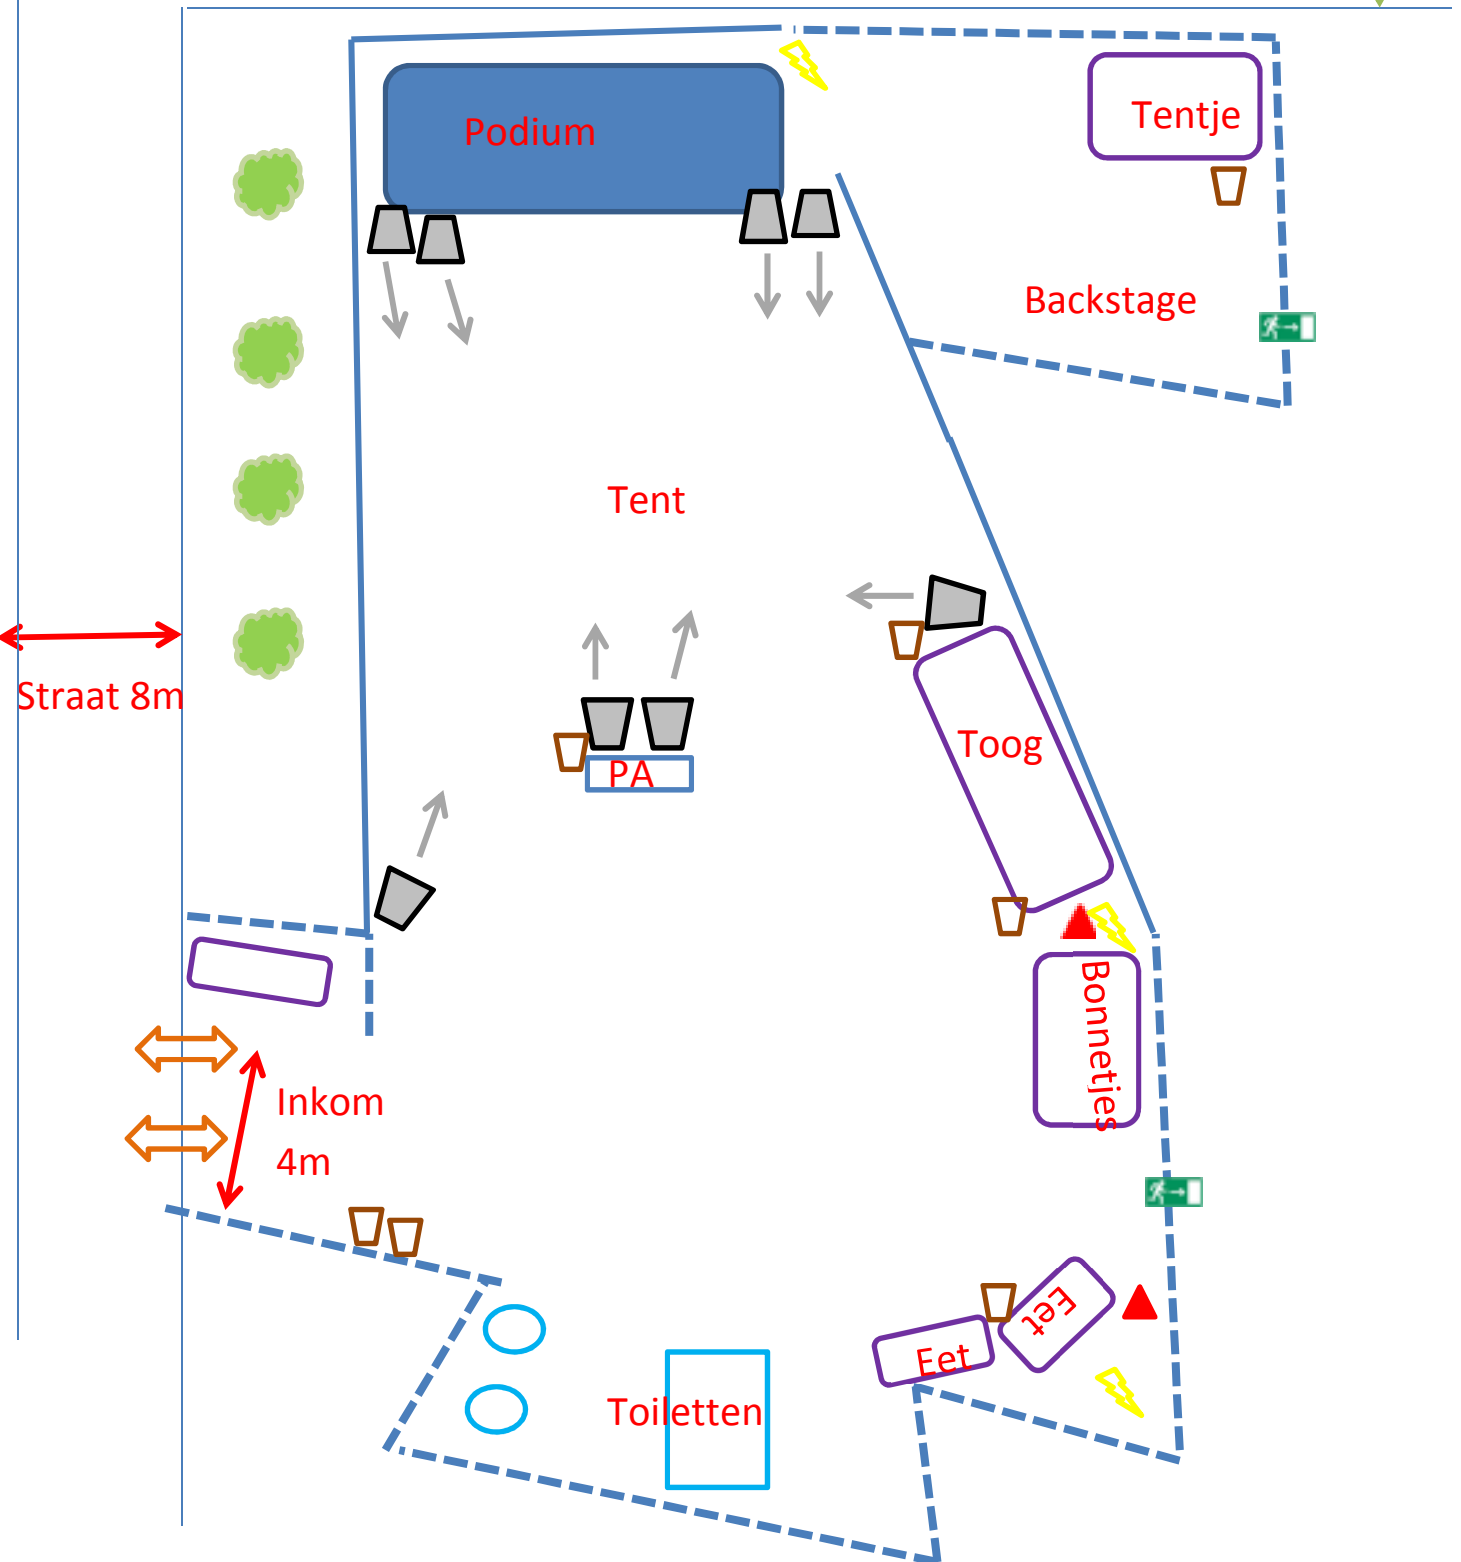 Podium
Tentje
Backstage
Tent
Straat 8m
Toog
PA
Bonnetjes
Inkom
4m
Eet
Eet
Toiletten